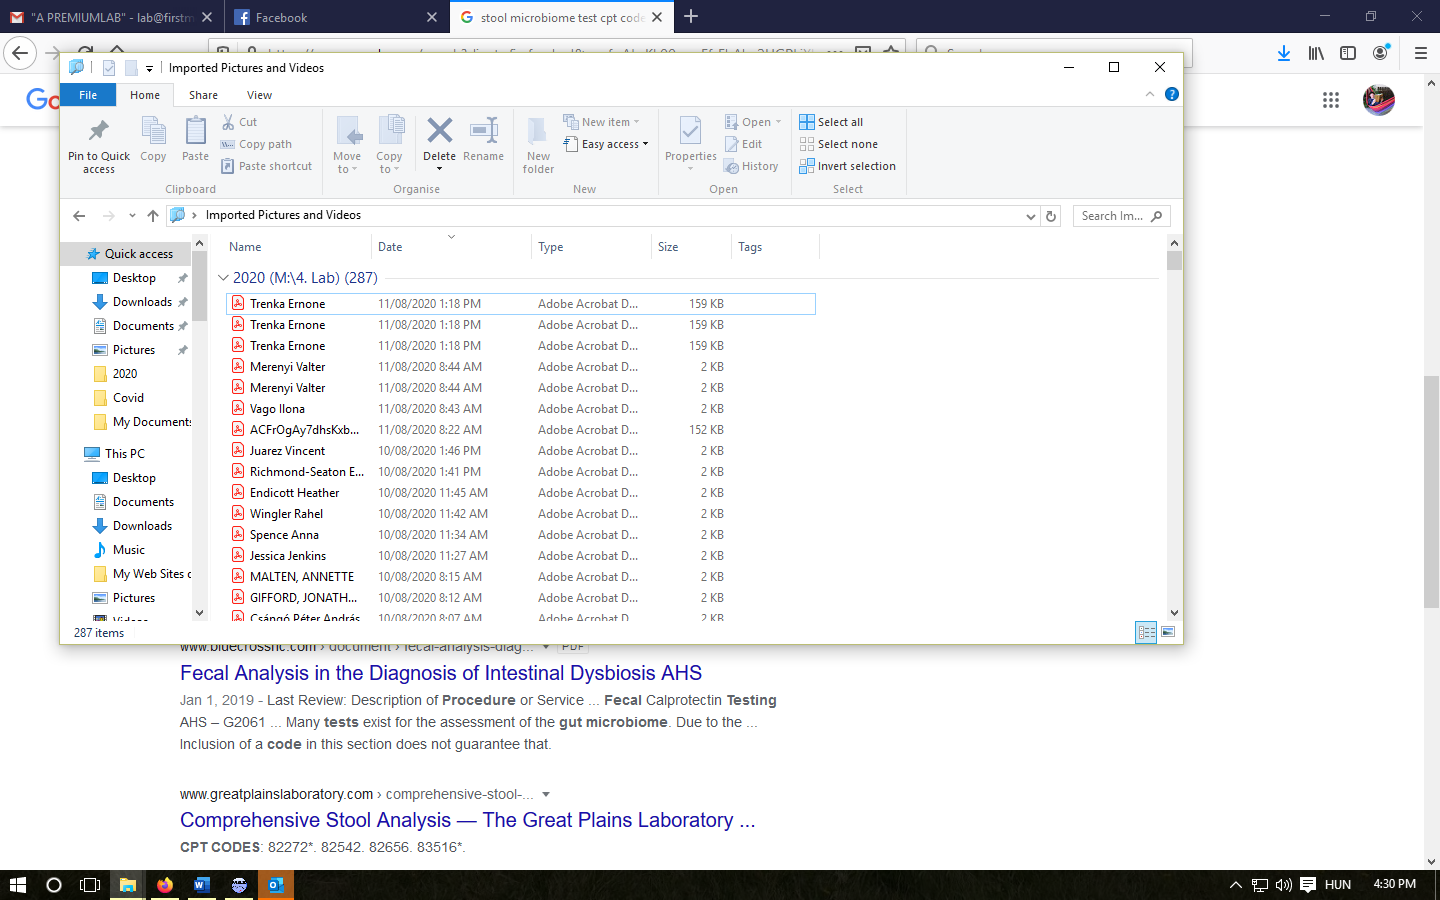 "A PREMIUMLAB" - lab@firstm
Facebook
stool microbiome test cpt code
Imported Pictures and Videos
File
Home
Share
View
Pin to Quick access
Copy
Paste
Cut
Copy path
Paste shortcut
Clipboard
Move to
Copy to
Delete
Rename
Organise
New folder
New item
Easy access
New
Properties
Open
Edit
History
Open
Select all
Select none
Invert selection
Select
Imported Pictures and Videos
Search Im...
Quick access
Desktop
Downloads
Documents
Pictures
2020
Covid
My Documents
This PC
Desktop
Documents
Downloads
Music
My Web Sites
Pictures
Videos
Name Date Type Size Tags
2020 (M:\4. Lab) (287)
Trenka Ernone 11/08/2020 1:18 PM Adobe Acrobat D... 159 KB
Trenka Ernone 11/08/2020 1:18 PM Adobe Acrobat D... 159 KB
Trenka Ernone 11/08/2020 1:18 PM Adobe Acrobat D... 159 KB
Merenyi Valter 11/08/2020 8:44 AM Adobe Acrobat D... 2 KB
Merenyi Valter 11/08/2020 8:44 AM Adobe Acrobat D... 2 KB
Vago Ilona 11/08/2020 8:43 AM Adobe Acrobat D... 2 KB
ACFrOgAy7dhsKxb... 11/08/2020 8:22 AM Adobe Acrobat D... 152 KB
Juarez Vincent 10/08/2020 1:46 PM Adobe Acrobat D... 2 KB
Richmond-Seaton E... 10/08/2020 1:41 PM Adobe Acrobat D... 2 KB
Endicott Heather 10/08/2020 11:45 AM Adobe Acrobat D... 2 KB
Wingler Rahel 10/08/2020 11:42 AM Adobe Acrobat D... 2 KB
Spence Anna 10/08/2020 11:34 AM Adobe Acrobat D... 2 KB
Jessica Jenkins 10/08/2020 11:27 AM Adobe Acrobat D... 2 KB
MALTEN, ANNETTE 10/08/2020 8:15 AM Adobe Acrobat D... 2 KB
GIFFORD, JONATH... 10/08/2020 8:12 AM Adobe Acrobat D... 2 KB
Csángó Péter András 10/08/2020 8:07 AM Adobe Acrobat D... 2 KB
287 items
www.bluecrossnc.com › document › fecal-analysis-diag... PDF
Fecal Analysis in the Diagnosis of Intestinal Dysbiosis AHS
Jan 1, 2019 - Last Review: Description of Procedure or Service ... Fecal Calprotectin Testing
AHS – G2061 ... Many tests exist for the assessment of the gut microbiome. Due to the ...
Inclusion of a code in this section does not guarantee that.
www.greatplainslaboratory.com › comprehensive-stool-...
Comprehensive Stool Analysis — The Great Plains Laboratory ...
CPT CODES: 82272*. 82542. 82656. 83516*.
HUN
4:30 PM